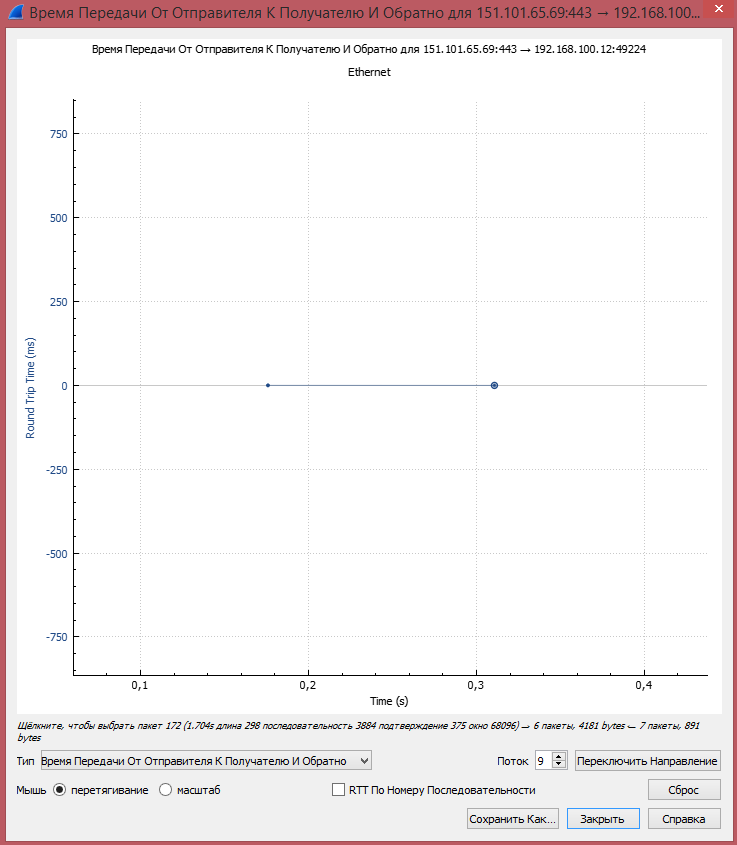 Время Передачи От Отправителя К Получателю И Обратно для 151.101.65.69:443 → 192.168.100...
Время Передачи От Отправителя К Получателю И Обратно для 151.101.65.69:443 → 192.168.100.12:49224
Ethernet
750
500
250
0
-250
-500
-750
Round Trip Time (ms)
0,1 0,2 0,3 0,4
Time (s)
Щёлкните, чтобы выбрать пакет 172 (1.704s длина 298 последовательность 3884 подтверждение 375 окно 68096) → 6 пакеты, 4181 bytes ← 7 пакеты, 891
bytes
Тип Время Передачи От Отправителя К Получателю И Обратно Поток 9 Переключить Направление
Мышь перетягивание масштаб RTT По Номеру Последовательности Сброс
Сохранить Как... Закрыть Справка